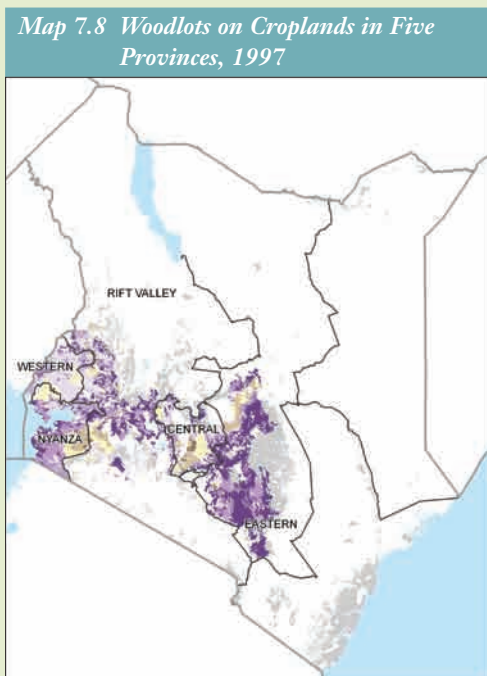 Map 7.8 Woodlots on Croplands in Five
Provinces, 1997
RIFT VALLEY
WESTERN
NYANZA
CENTRAL
EASTERN